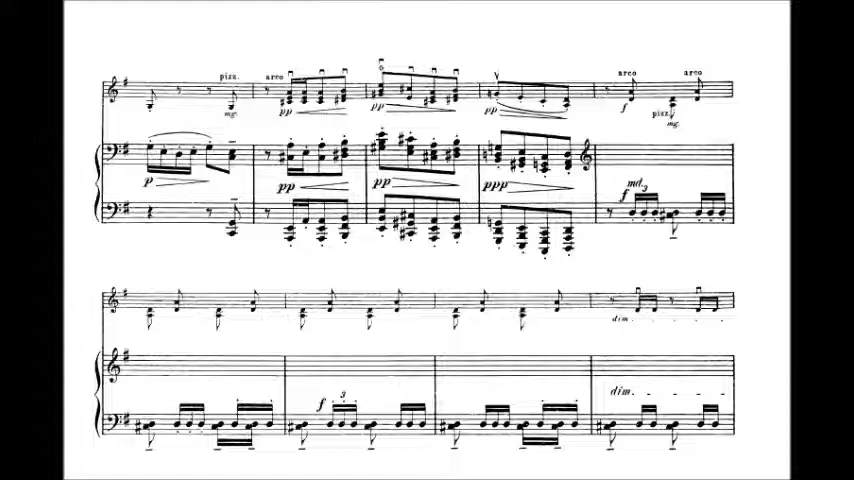 pizz. arco
mg. pp pp pp
p pp pp ppp
arco arco
f pizz.
mg.
md. 3
f
dim.
f 3
dim.